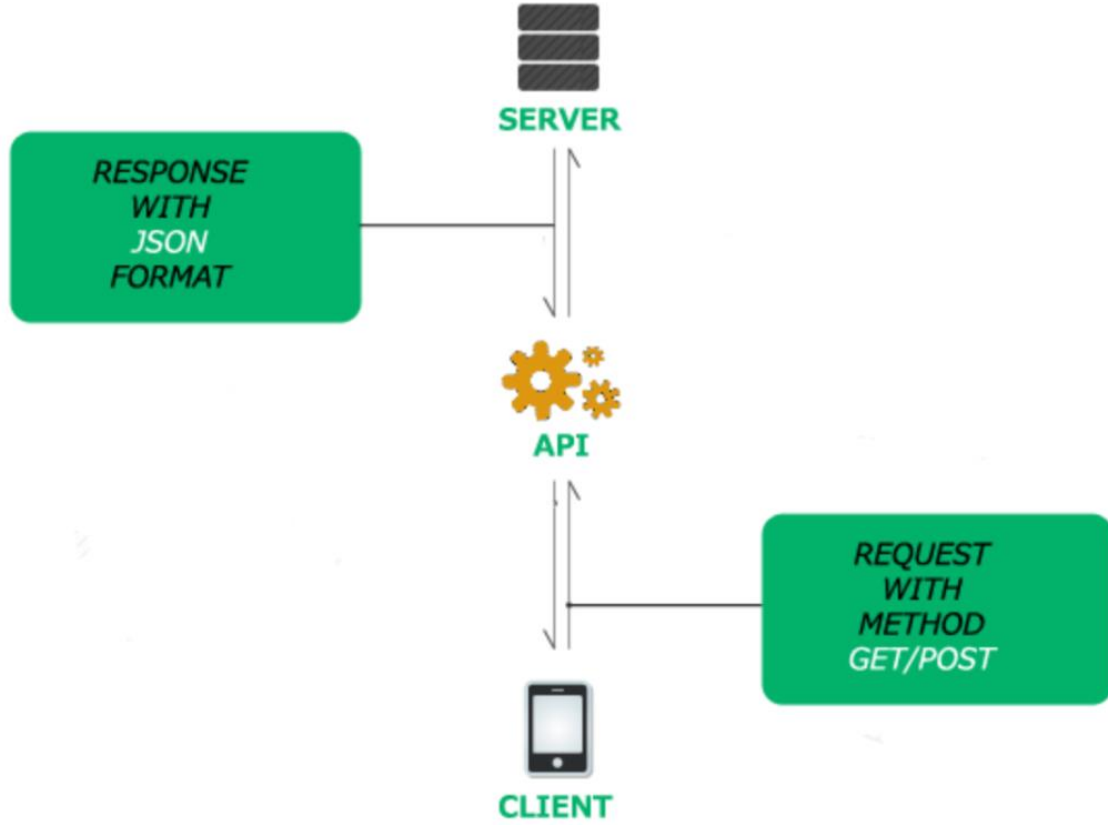 SERVER
RESPONSE
WITH
JSON
FORMAT
API
REQUEST
WITH
METHOD
GET/POST
CLIENT